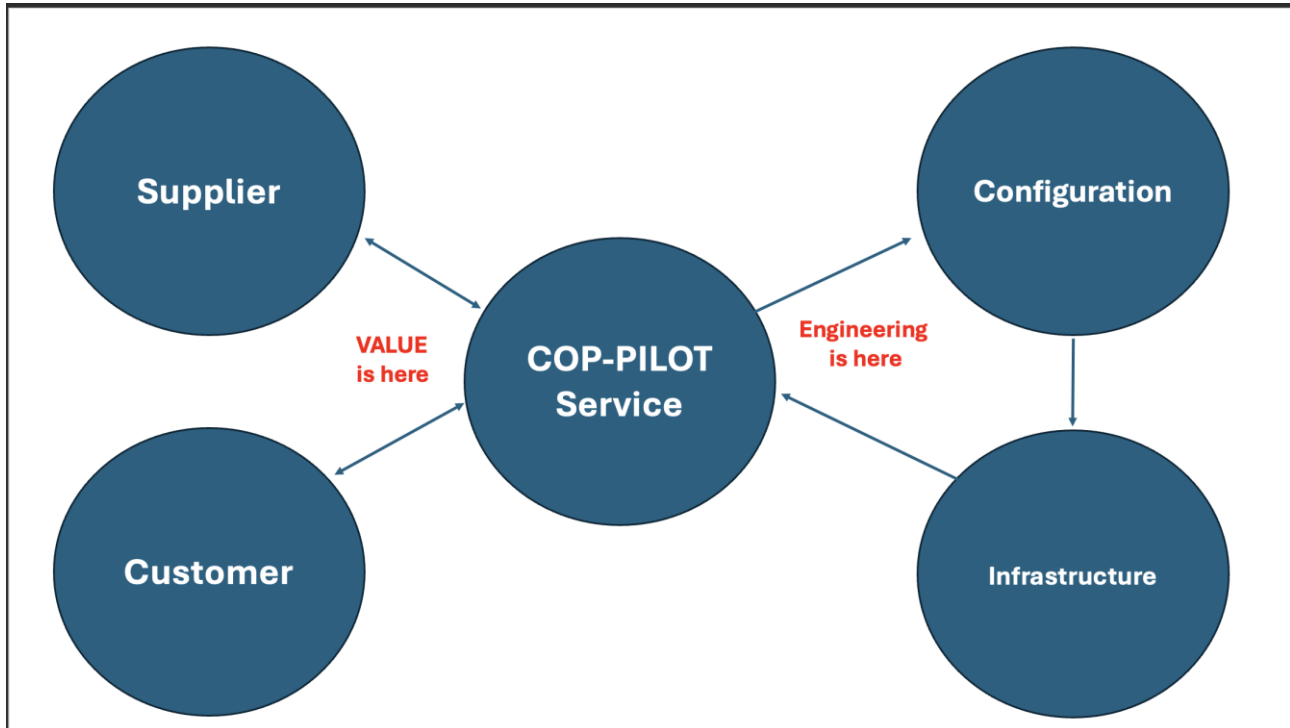 Supplier
Configuration
VALUE
is here
COP-PILOT
Service
Engineering
is here
Customer
Infrastructure